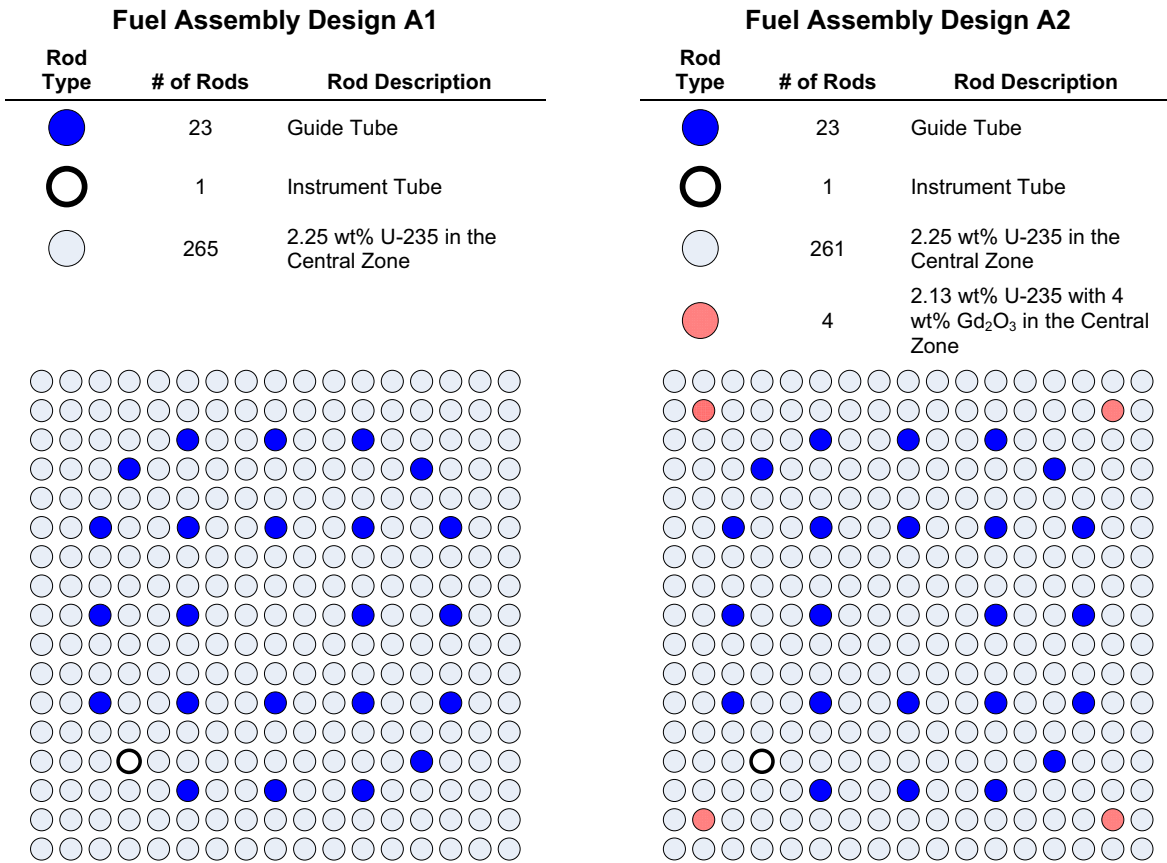 Fuel Assembly Design A1
Rod
Type
# of Rods
Rod Description
23
Guide Tube
1
Instrument Tube
265
2.25 wt% U-235 in the
Central Zone
Fuel Assembly Design A2
Rod
Type
# of Rods
Rod Description
23
Guide Tube
1
Instrument Tube
261
2.25 wt% U-235 in the
Central Zone
4
2.13 wt% U-235 with 4
wt% Gd₂O₃ in the Central
Zone